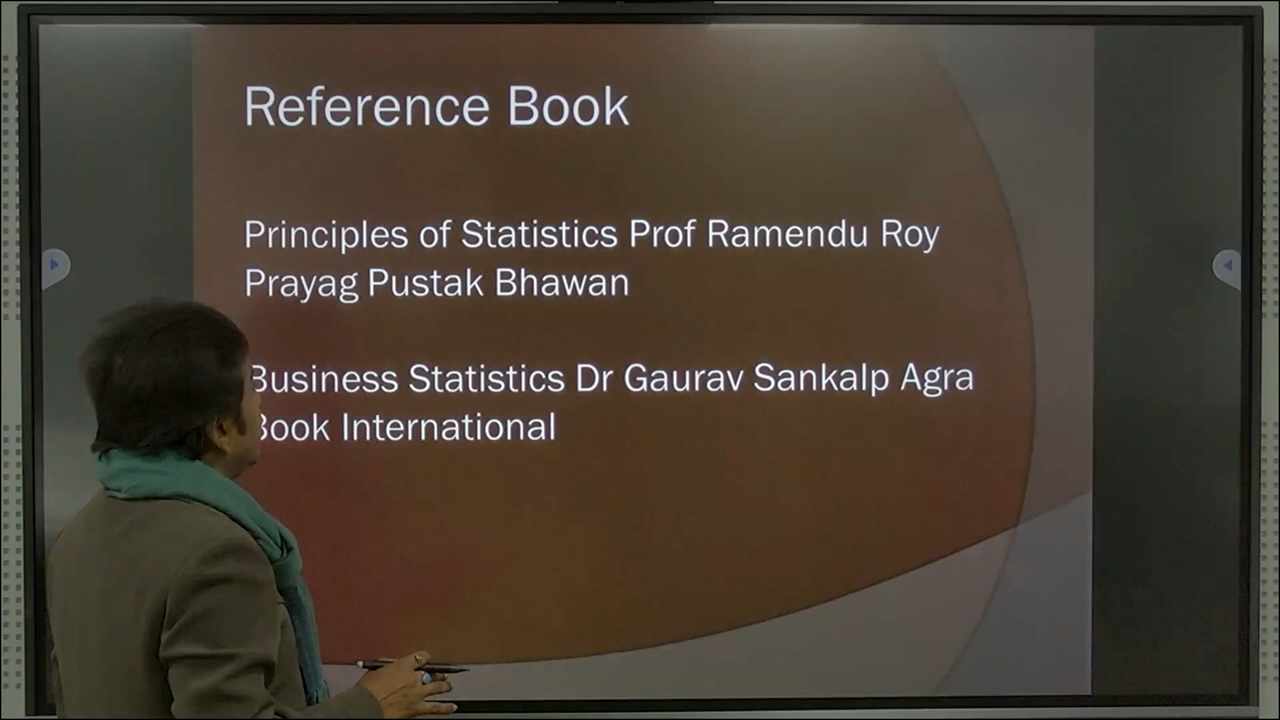 Reference Book
Principles of Statistics Prof Ramendu Roy
Prayag Pustak Bhawan
Business Statistics Dr Gaurav Sankalp Agra
Book International